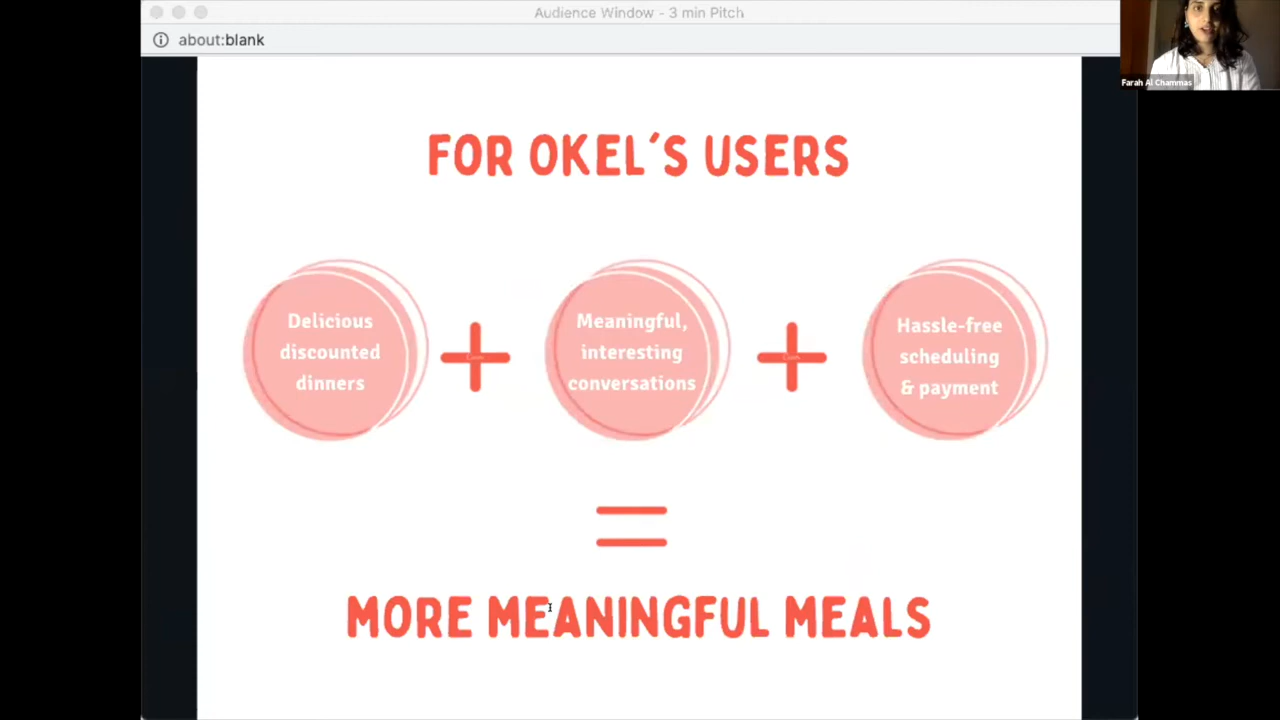 Audience Window - 3 min Pitch
about:blank
Farah Al Chammas
FOR OKEL´S USERS
Delicious
discounted
dinners
Meaningful,
interesting
conversations
Hassle-free
scheduling
& payment
MORE MEANINGFUL MEALS